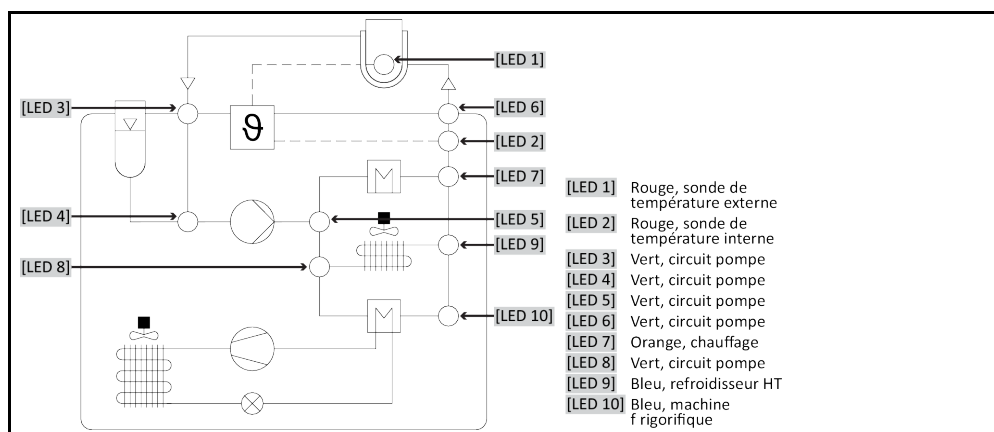 [LED 1]
[LED 3]
[LED 6]
ϑ
[LED 2]
[LED 7]
[LED 4]
[LED 5]
[LED 9]
[LED 8]
[LED 10]
[LED 1] Rouge, sonde de
température externe
[LED 2] Rouge, sonde de
température interne
[LED 3] Vert, circuit pompe
[LED 4] Vert, circuit pompe
[LED 5] Vert, circuit pompe
[LED 6] Vert, circuit pompe
[LED 7] Orange, chauffage
[LED 8] Vert, circuit pompe
[LED 9] Bleu, refroidisseur HT
[LED 10] Bleu, machine
f rigorifique